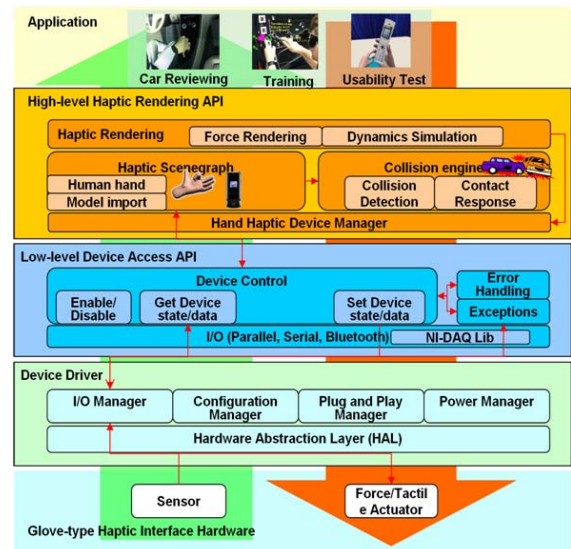 Application
Car Reviewing
Training
Usability Test
High-level Haptic Rendering API
Haptic Rendering
Force Rendering
Dynamics Simulation
Haptic Scenegraph
Collision engine
Human hand
Model import
Collision
Detection
Contact
Response
Hand Haptic Device Manager
Low-level Device Access API
Device Control
Error
Handling
Enable/
Disable
Get Device
state/data
Set Device
state/data
Exceptions
I/O (Parallel, Serial, Bluetooth)
NI-DAQ Lib
Device Driver
I/O Manager
Configuration
Manager
Plug and Play
Manager
Power Manager
Hardware Abstraction Layer (HAL)
Sensor
Force/Tactil
e Actuator
Glove-type Haptic Interface Hardware